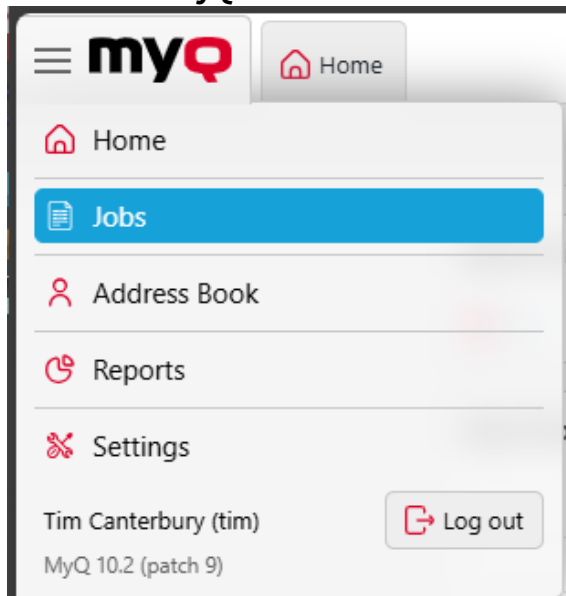 myQ
Home
Home
Jobs
Address Book
Reports
Settings
Tim Canterbury (tim)
Log out
MyQ 10.2 (patch 9)